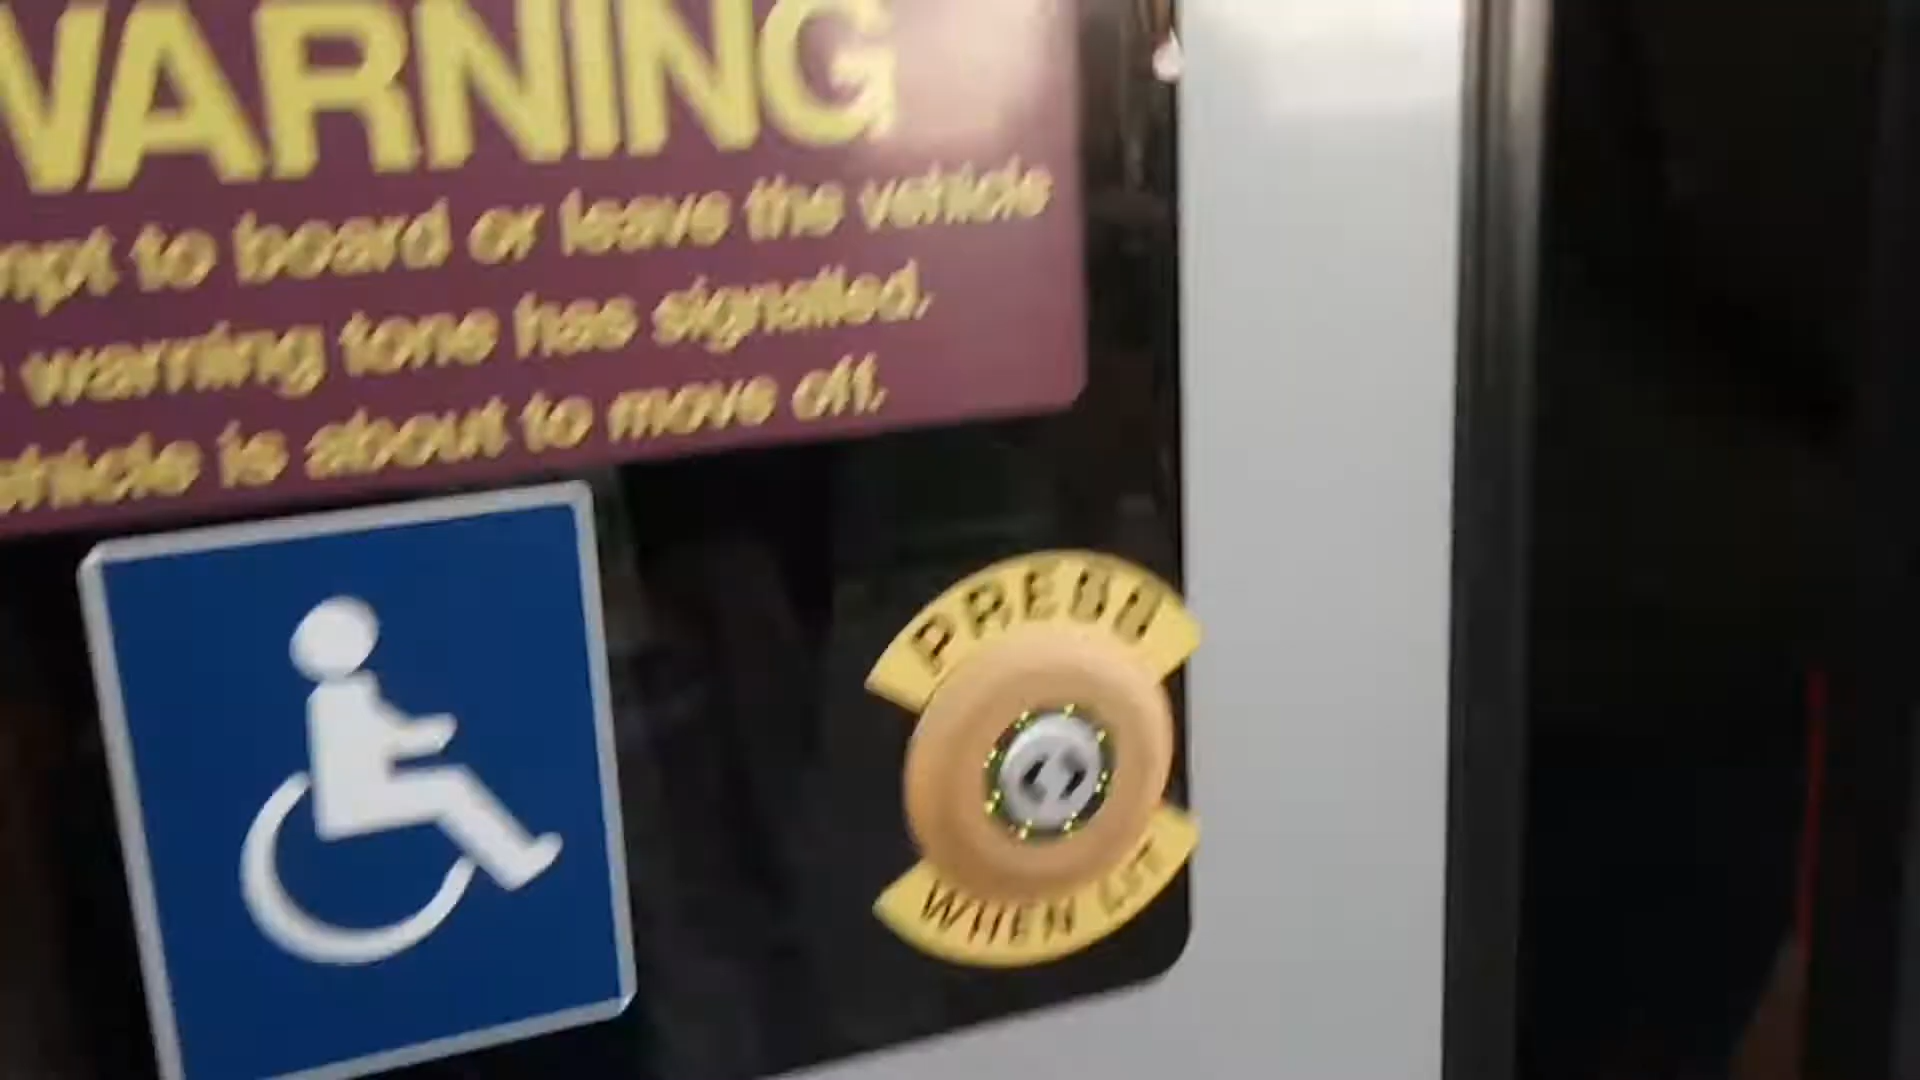 WARNING
mpt to board or leave the vehicle
warning tone has signalled.
vehicle is about to move off.
PRESS
WHEN LIT